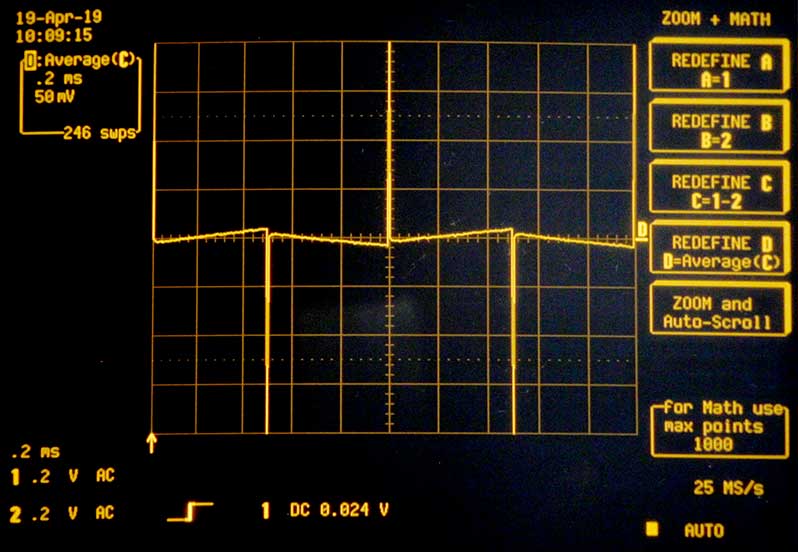 19-Apr-19
10:09:15
D:Average(C)
.2 ms
50mV
246 swps
ZOOM + MATH
REDEFINE A
A=1
REDEFINE B
B=2
REDEFINE C
C=1-2
D
REDEFINE D
D=Average(C)
ZOOM and
Auto-Scroll
for Math use
max points
1000
.2 ms
1 .2 V AC
2 .2 V AC
1 DC 0.024 V
25 MS/s
AUTO